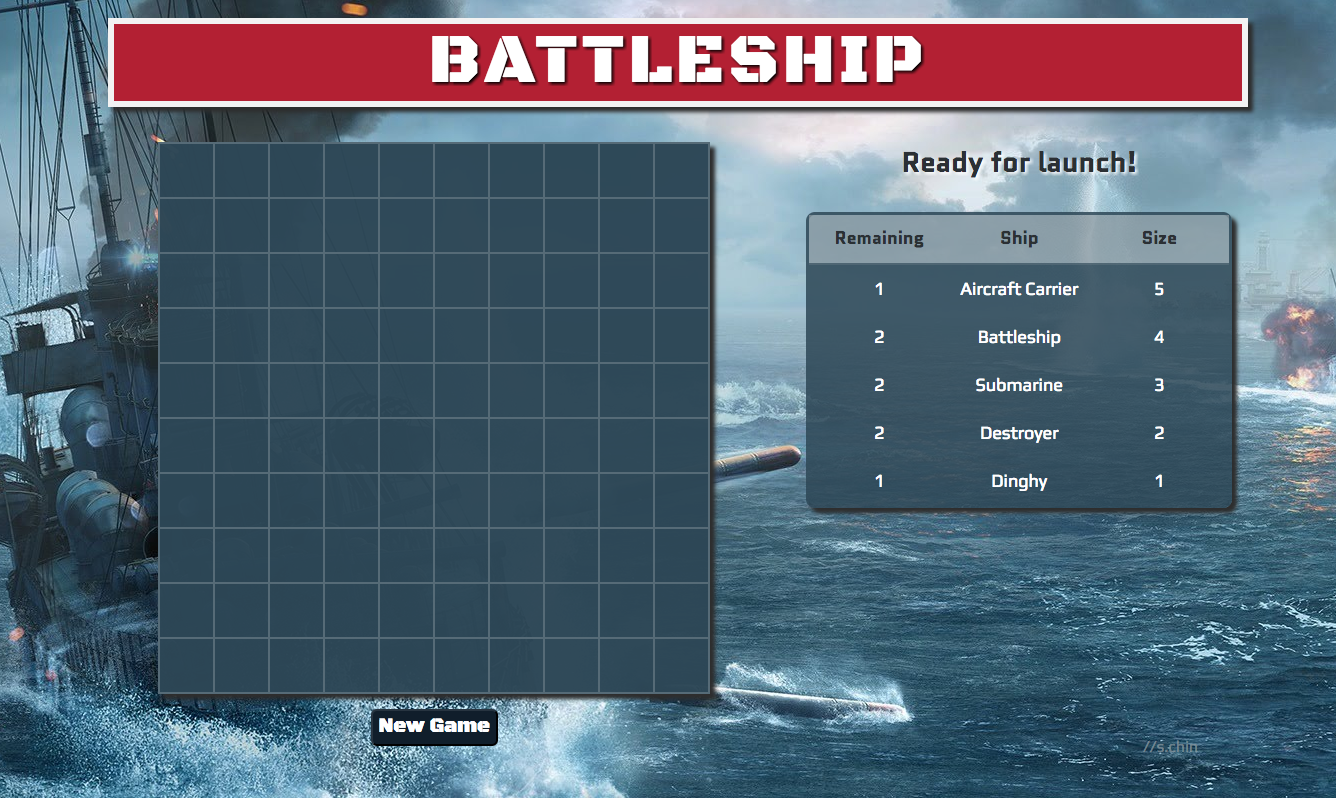 BATTLESHIP
Ready for launch!
Remaining Ship Size
1 Aircraft Carrier 5
2 Battleship 4
2 Submarine 3
2 Destroyer 2
1 Dinghy 1
New Game
//s.chin